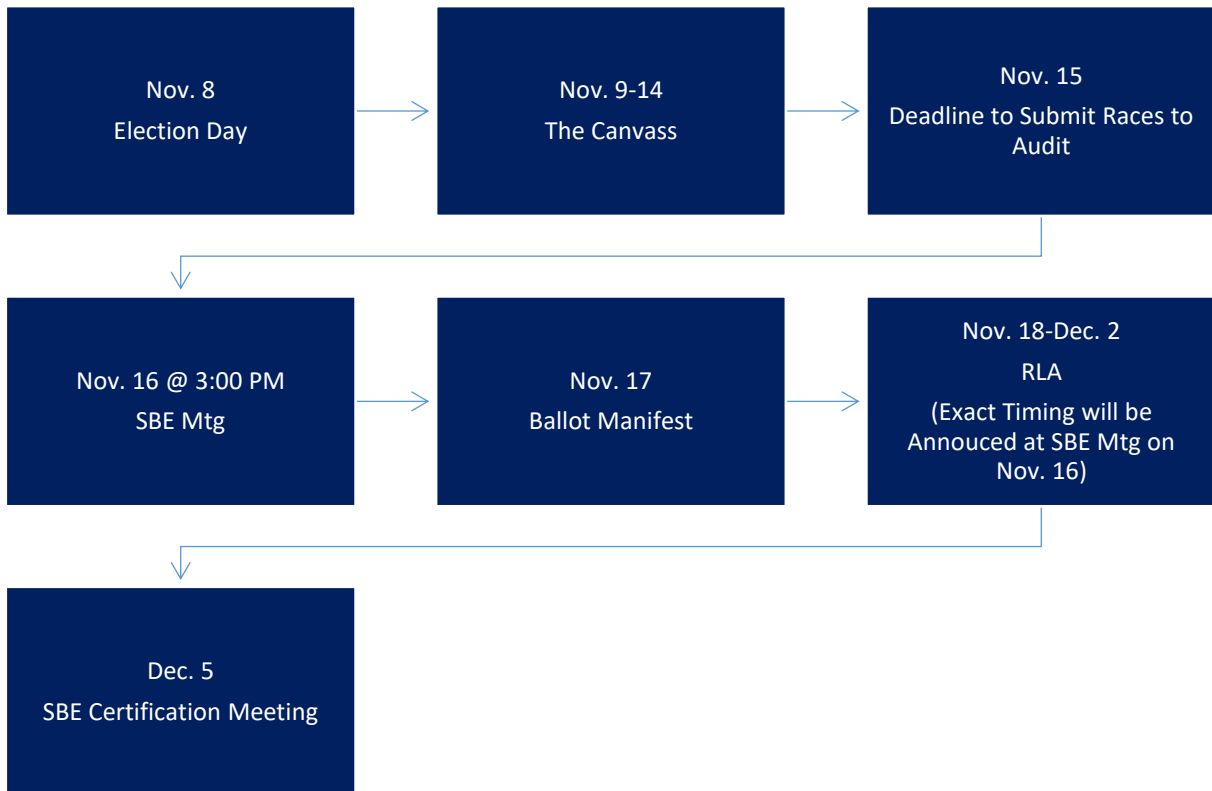 Nov. 8
Election Day
Nov. 9-14
The Canvass
Nov. 15
Deadline to Submit Races to
Audit
Nov. 16 @ 3:00 PM
SBE Mtg
Nov. 17
Ballot Manifest
Nov. 18-Dec. 2
RLA
(Exact Timing will be
Annouced at SBE Mtg on
Nov. 16)
Dec. 5
SBE Certification Meeting